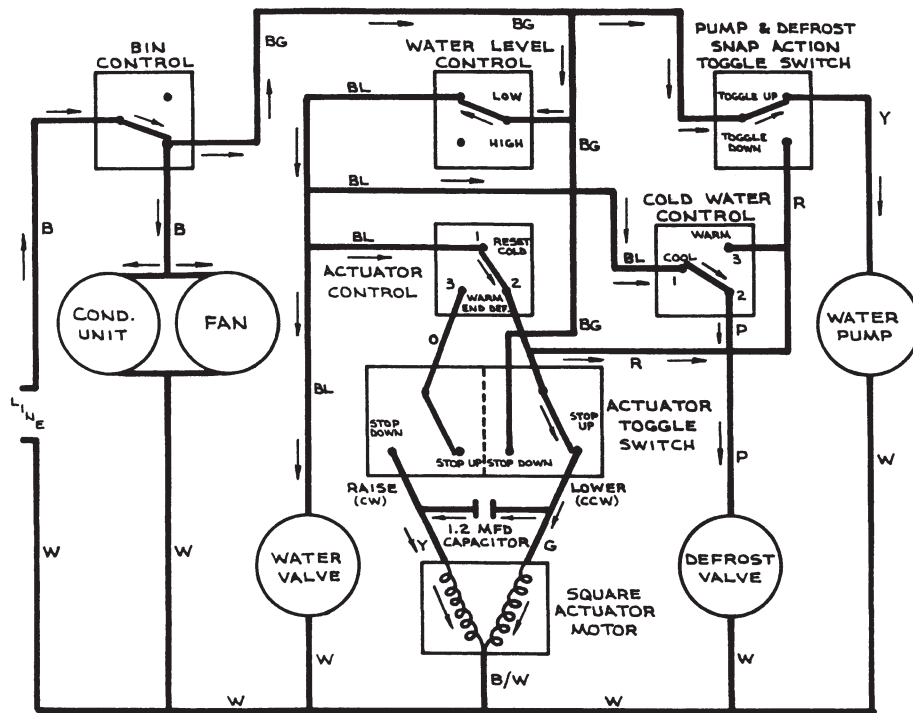 BG
BG
BIN
CONTROL
BG
WATER LEVEL
CONTROL
PUMP & DEFROST
SNAP ACTION
TOGGLE SWITCH
BL
LOW
HIGH
TOGGLE UP
TOGGLE
DOWN
Y
BG
BL
R
COLD WATER
CONTROL
B
B
BL
1
RESET
COLD
ACTUATOR
CONTROL
3
2
WARM
END DEF.
WARM
3
COOL
BL
1
2
COND.
UNIT
FAN
O
BG
P
R
WATER
PUMP
LINE
BL
STOP
DOWN
STOP UP
STOP DOWN
STOP
UP
ACTUATOR
TOGGLE
SWITCH
P
W
RAISE
(CW)
LOWER
(CCW)
1.2 MFD
CAPACITOR
Y
G
W
W
WATER
VALVE
DEFROST
VALVE
SQUARE
ACTUATOR
MOTOR
W
B/W
W
W
W